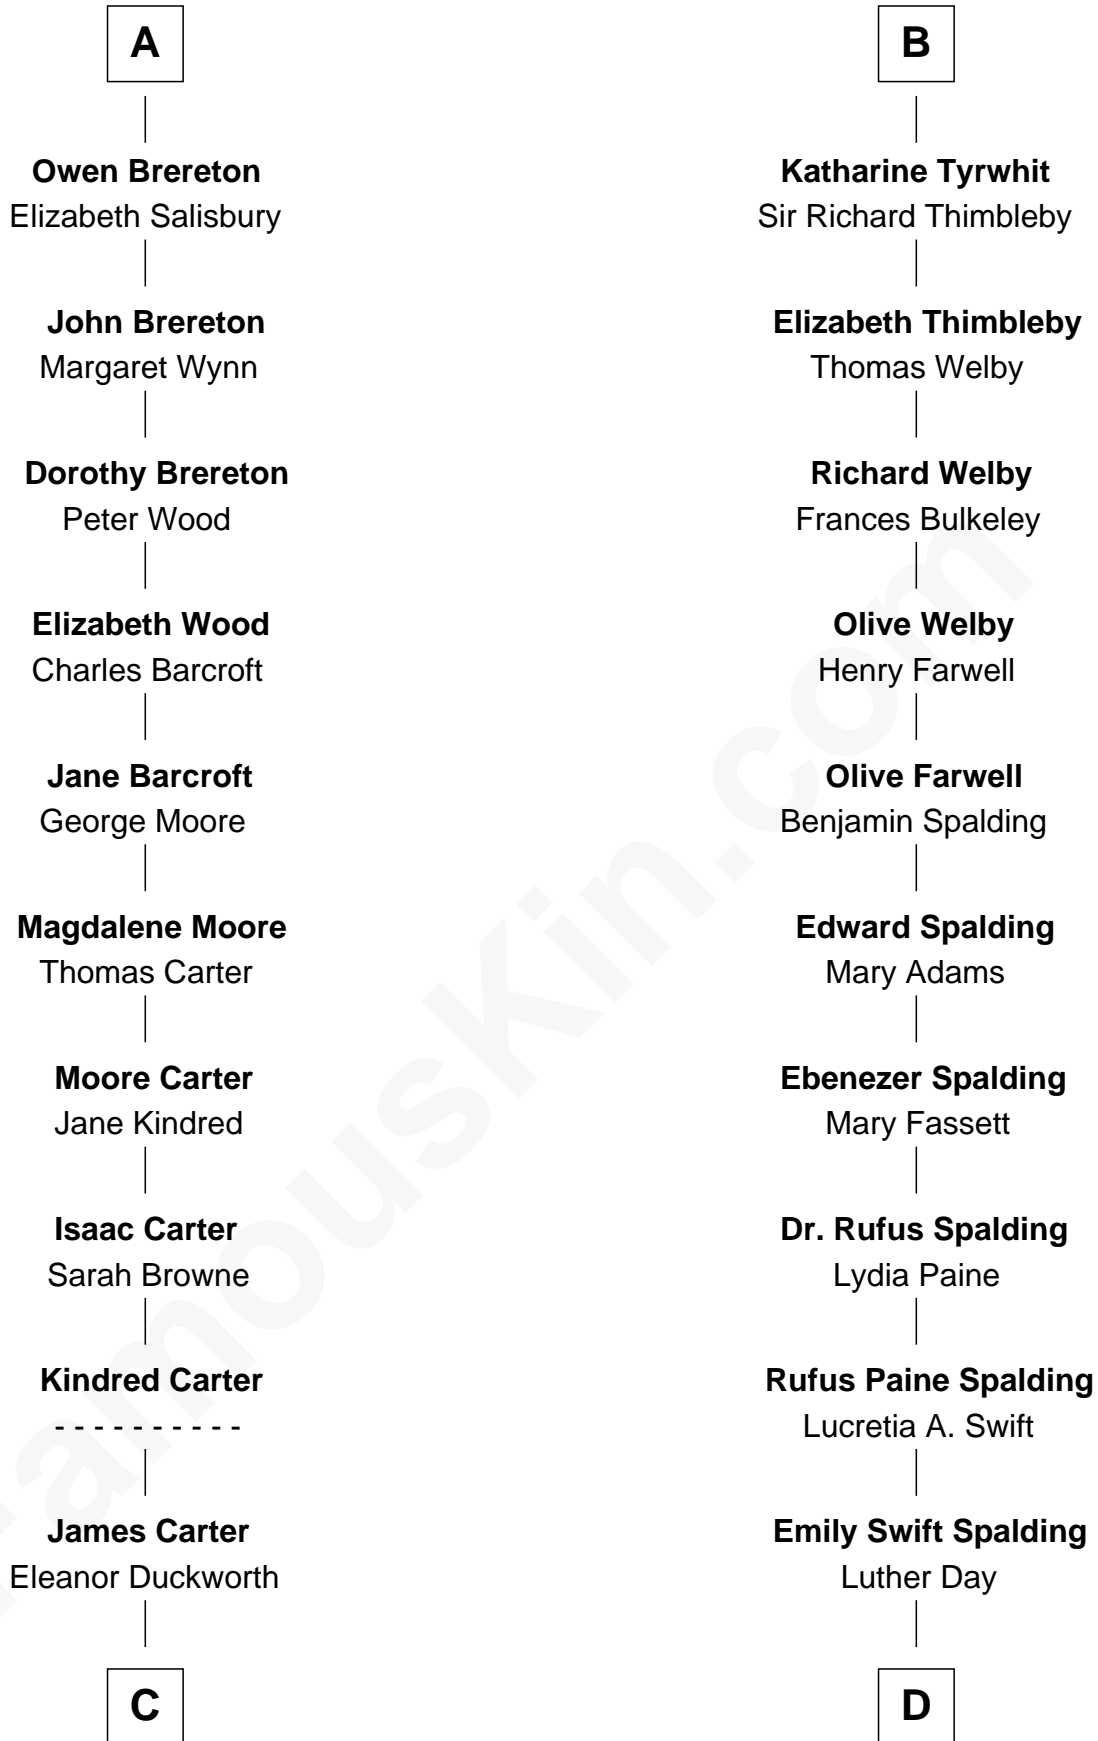 A
Owen Brereton
Elizabeth Salisbury
John Brereton
Margaret Wynn
Dorothy Brereton
Peter Wood
Elizabeth Wood
Charles Barcroft
Jane Barcroft
George Moore
Magdalene Moore
Thomas Carter
Moore Carter
Jane Kindred
Isaac Carter
Sarah Browne
Kindred Carter
- - - - - - - - - -
James Carter
Eleanor Duckworth
C
B
Katharine Tyrwhit
Sir Richard Thimbleby
Elizabeth Thimbleby
Thomas Welby
Richard Welby
Frances Bulkeley
Olive Welby
Henry Farwell
Olive Farwell
Benjamin Spalding
Edward Spalding
Mary Adams
Ebenezer Spalding
Mary Fassett
Dr. Rufus Spalding
Lydia Paine
Rufus Paine Spalding
Lucretia A. Swift
Emily Swift Spalding
Luther Day
D
FamousKin.com